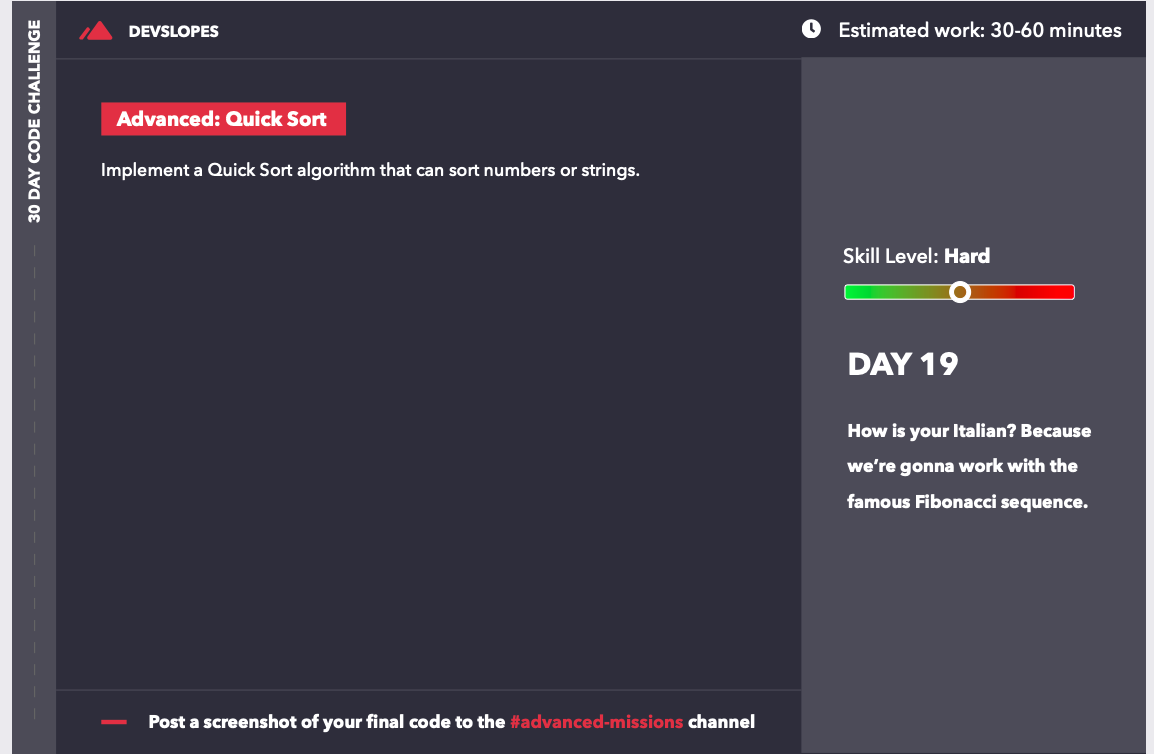 30 DAY CODE CHALLENGE
DEVSLOPES
Estimated work: 30-60 minutes
Advanced: Quick Sort
Implement a Quick Sort algorithm that can sort numbers or strings.
Skill Level: Hard
DAY 19
How is your Italian? Because
we’re gonna work with the
famous Fibonacci sequence.
Post a screenshot of your final code to the #advanced-missions channel